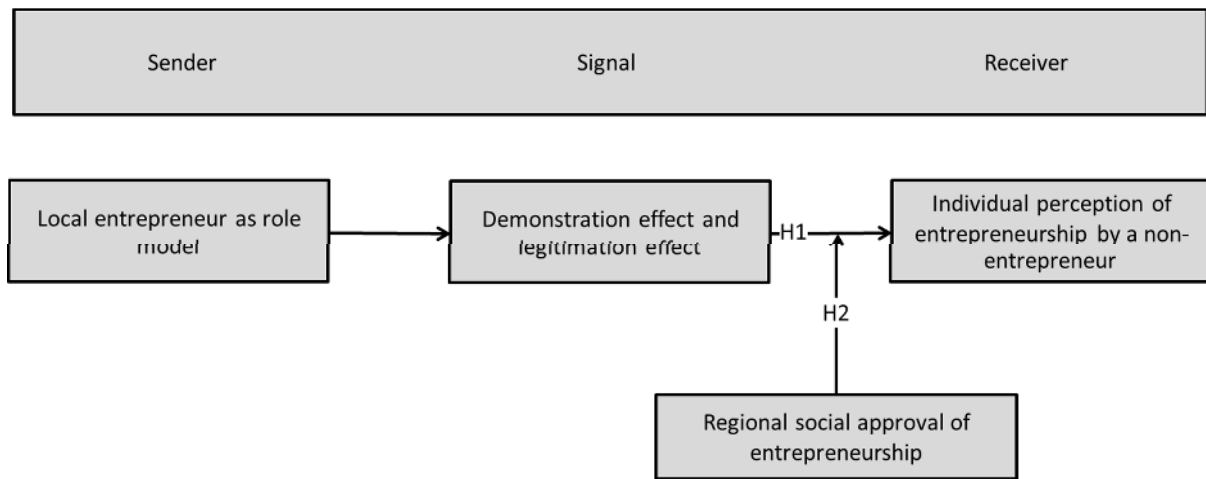 Sender Signal Receiver
Local entrepreneur as role
model
Demonstration effect and
legitimation effect
H1
Individual perception of
entrepreneurship by a non-
entrepreneur
H2
Regional social approval of
entrepreneurship